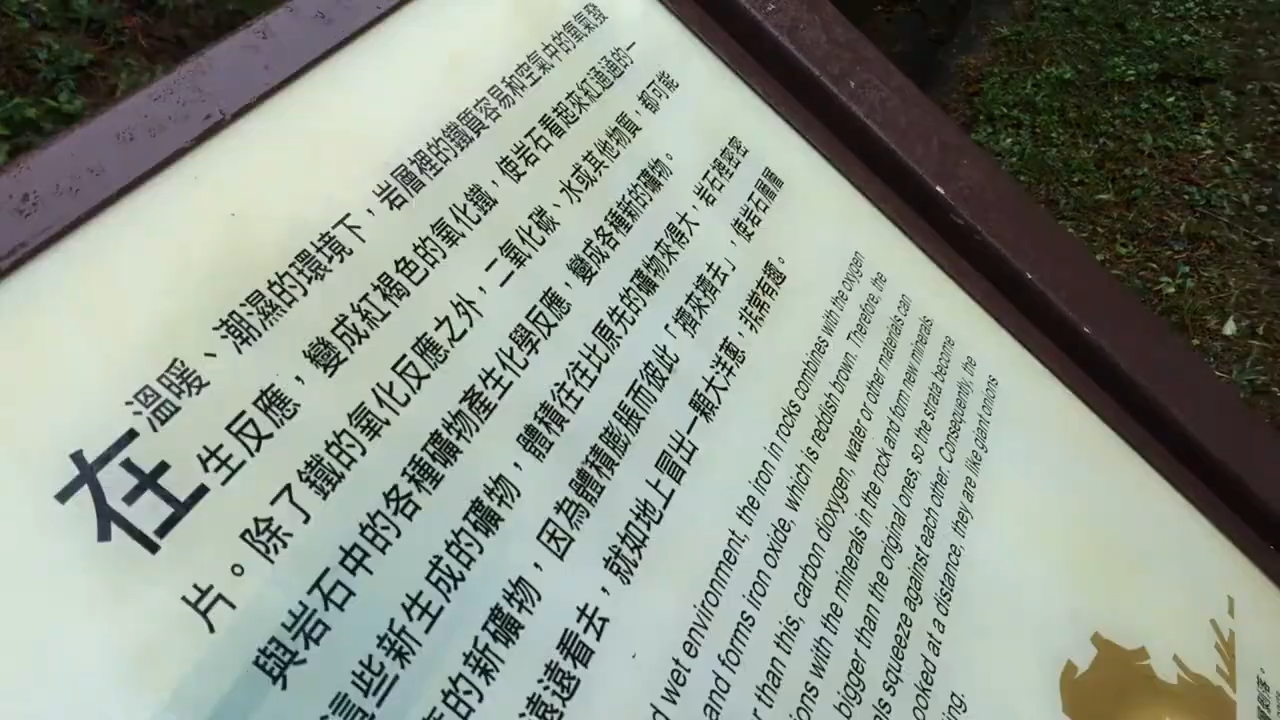 在溫暖、潮濕的環境下，岩層裡的鐵質容易和空氣中的氧氣發
生反應，變成紅褐色的氧化鐵，使岩石看起來紅通通的一
片。除了鐵的氧化反應之外，二氧化碳、水或其他物質，都可能
與岩石中的各種礦物產生化學反應，變成各種新的礦物。
這些新生成的礦物，體積往往比原先的礦物來得大，岩石裡密密
的新礦物，因為體積膨脹而彼此「擠來擠去」，使岩石層層
遠遠看去，就如地上冒出一顆大洋蔥，非常有趣。
wet environment, the iron in rocks combines with the oxygen
and forms iron oxide, which is reddish brown. Therefore, the
than this, carbon dioxygen, water or other materials can
with the minerals in the rock and form new minerals
bigger than the original ones, so the strata become
squeeze against each other. Consequently, the
looked at a distance, they are like giant onions